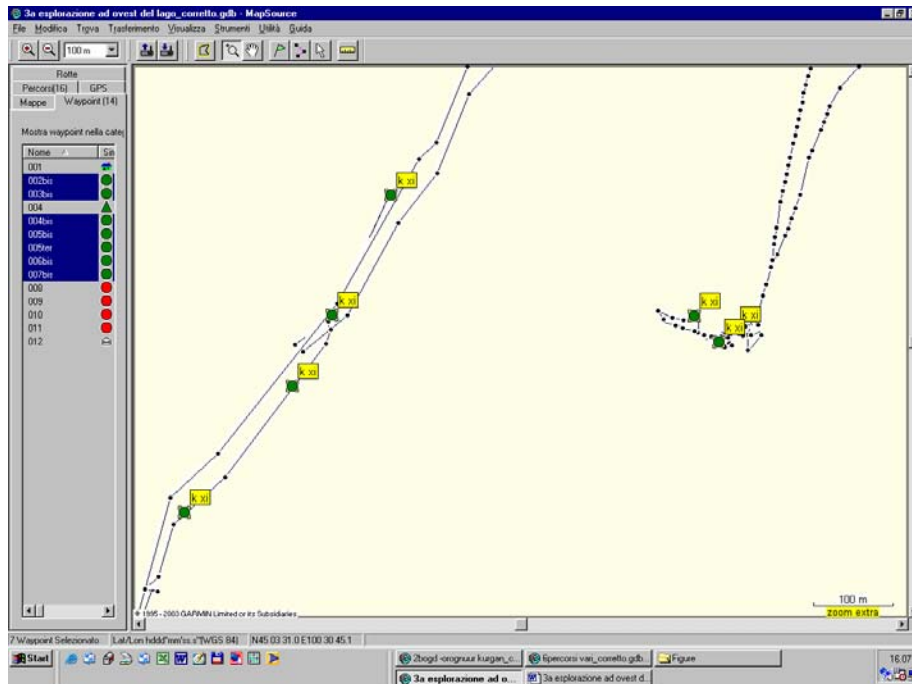 3a esplorazione ad ovest del lago_corretto.gdb - MapSource
File Modifica Trova Trasferimento Visualizza Strumenti Utilità Guida
100 m
Rotte
Percorsi(16) GPS
Mappe Waypoint (14)
Mostra waypoint nella categ
Nome Sim
001
002bis
003bis
004
004bis
005bis
005ter
006bis
007bis
008
009
010
011
012
k xi
k xi
k xi
k xi
k xi
k xi
k xi
© 1995 - 2003 GARMIN Limited or its Subsidiaries
100 m
zoom extra
7 Waypoint Selezionato Lat/Lon hddd°mm'ss.s"(WGS 84) N45 03 31.0 E100 30 45.1
Start 2bogd -orognuur kurgan_c... 6percorsi vari_corretto.gdb... Figure 16.07
3a esplorazione ad o... 3a esplorazione ad ovest d...